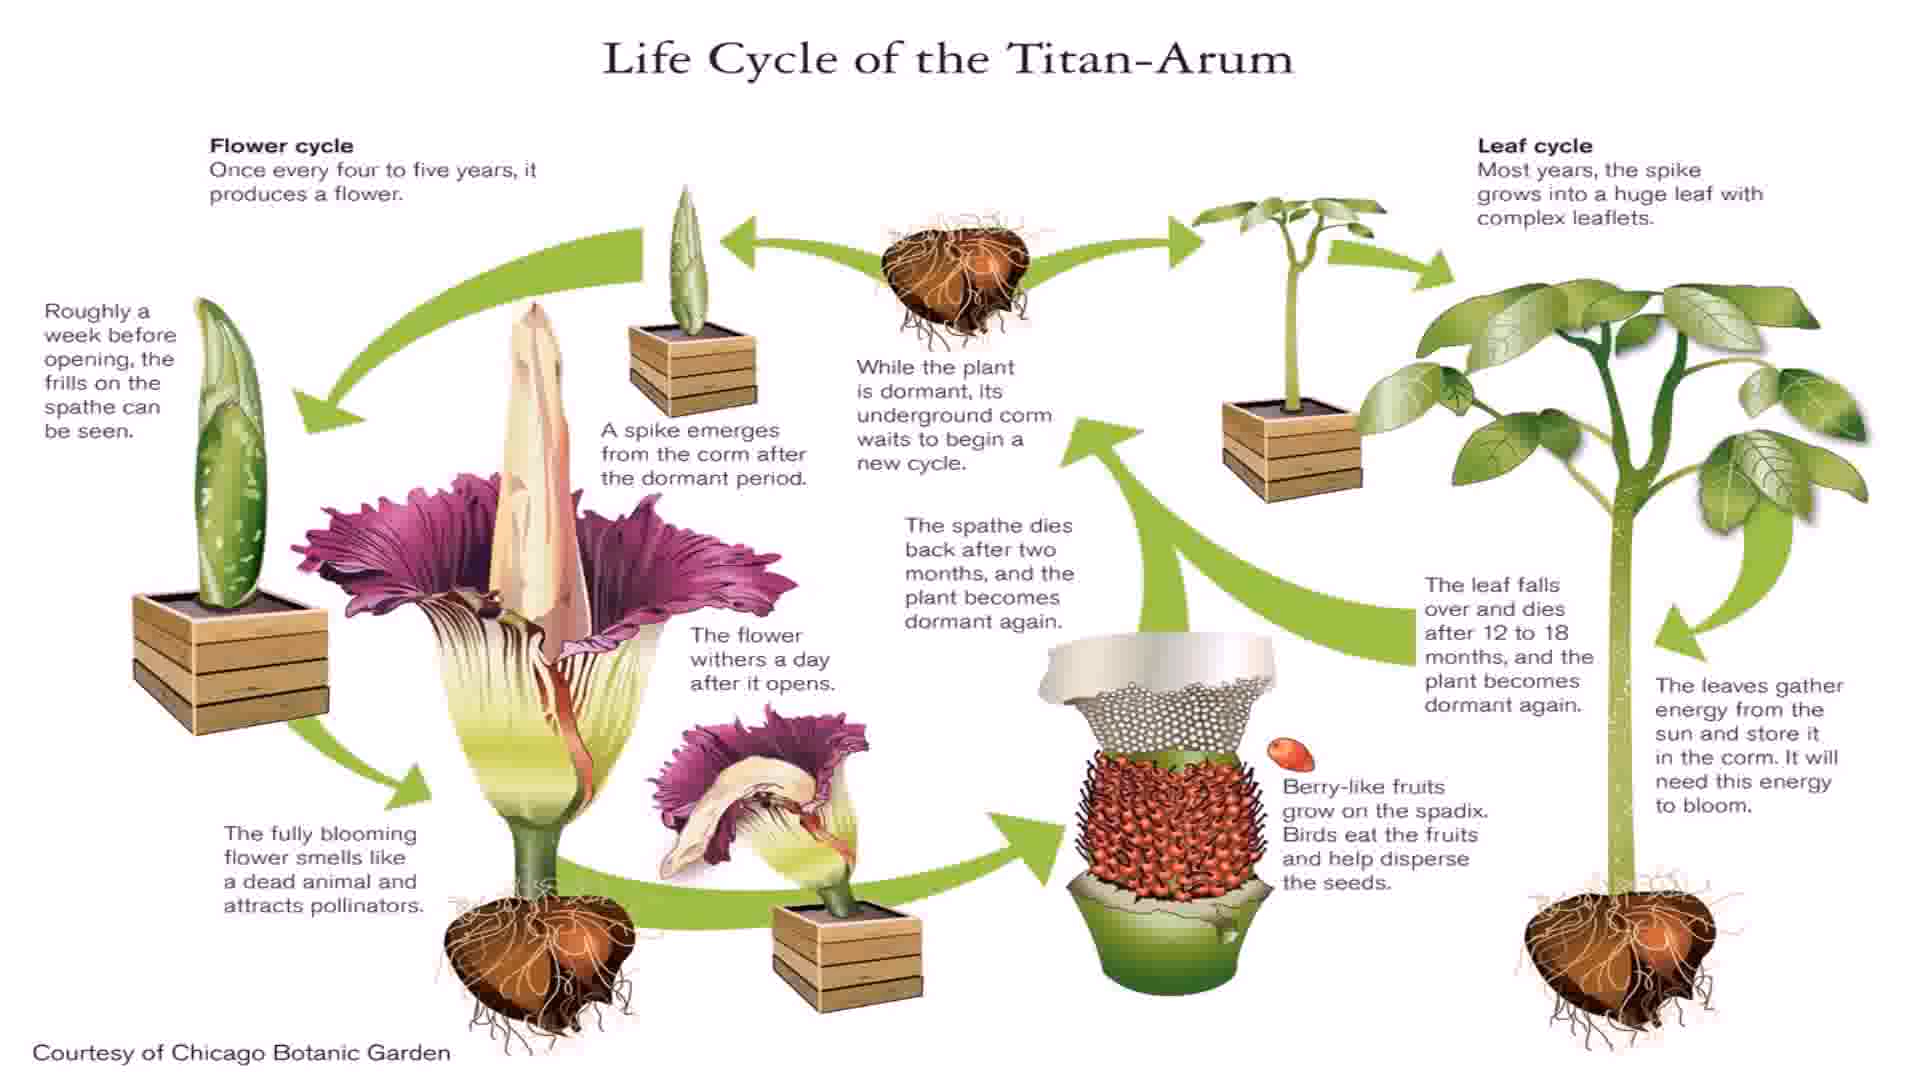 Life Cycle of the Titan-Arum
Flower cycle
Once every four to five years, it
produces a flower.
Leaf cycle
Most years, the spike
grows into a huge leaf with
complex leaflets.
Roughly a
week before
opening, the
frills on the
spathe can
be seen.
A spike emerges
from the corm after
the dormant period.
While the plant
is dormant, its
underground corm
waits to begin a
new cycle.
The spathe dies
back after two
months, and the
plant becomes
dormant again.
The flower
withers a day
after it opens.
The leaf falls
over and dies
after 12 to 18
months, and the
plant becomes
dormant again.
The leaves gather
energy from the
sun and store it
in the corm. It will
need this energy
to bloom.
Berry-like fruits
grow on the spadix.
Birds eat the fruits
and help disperse
the seeds.
The fully blooming
flower smells like
a dead animal and
attracts pollinators.
Courtesy of Chicago Botanic Garden